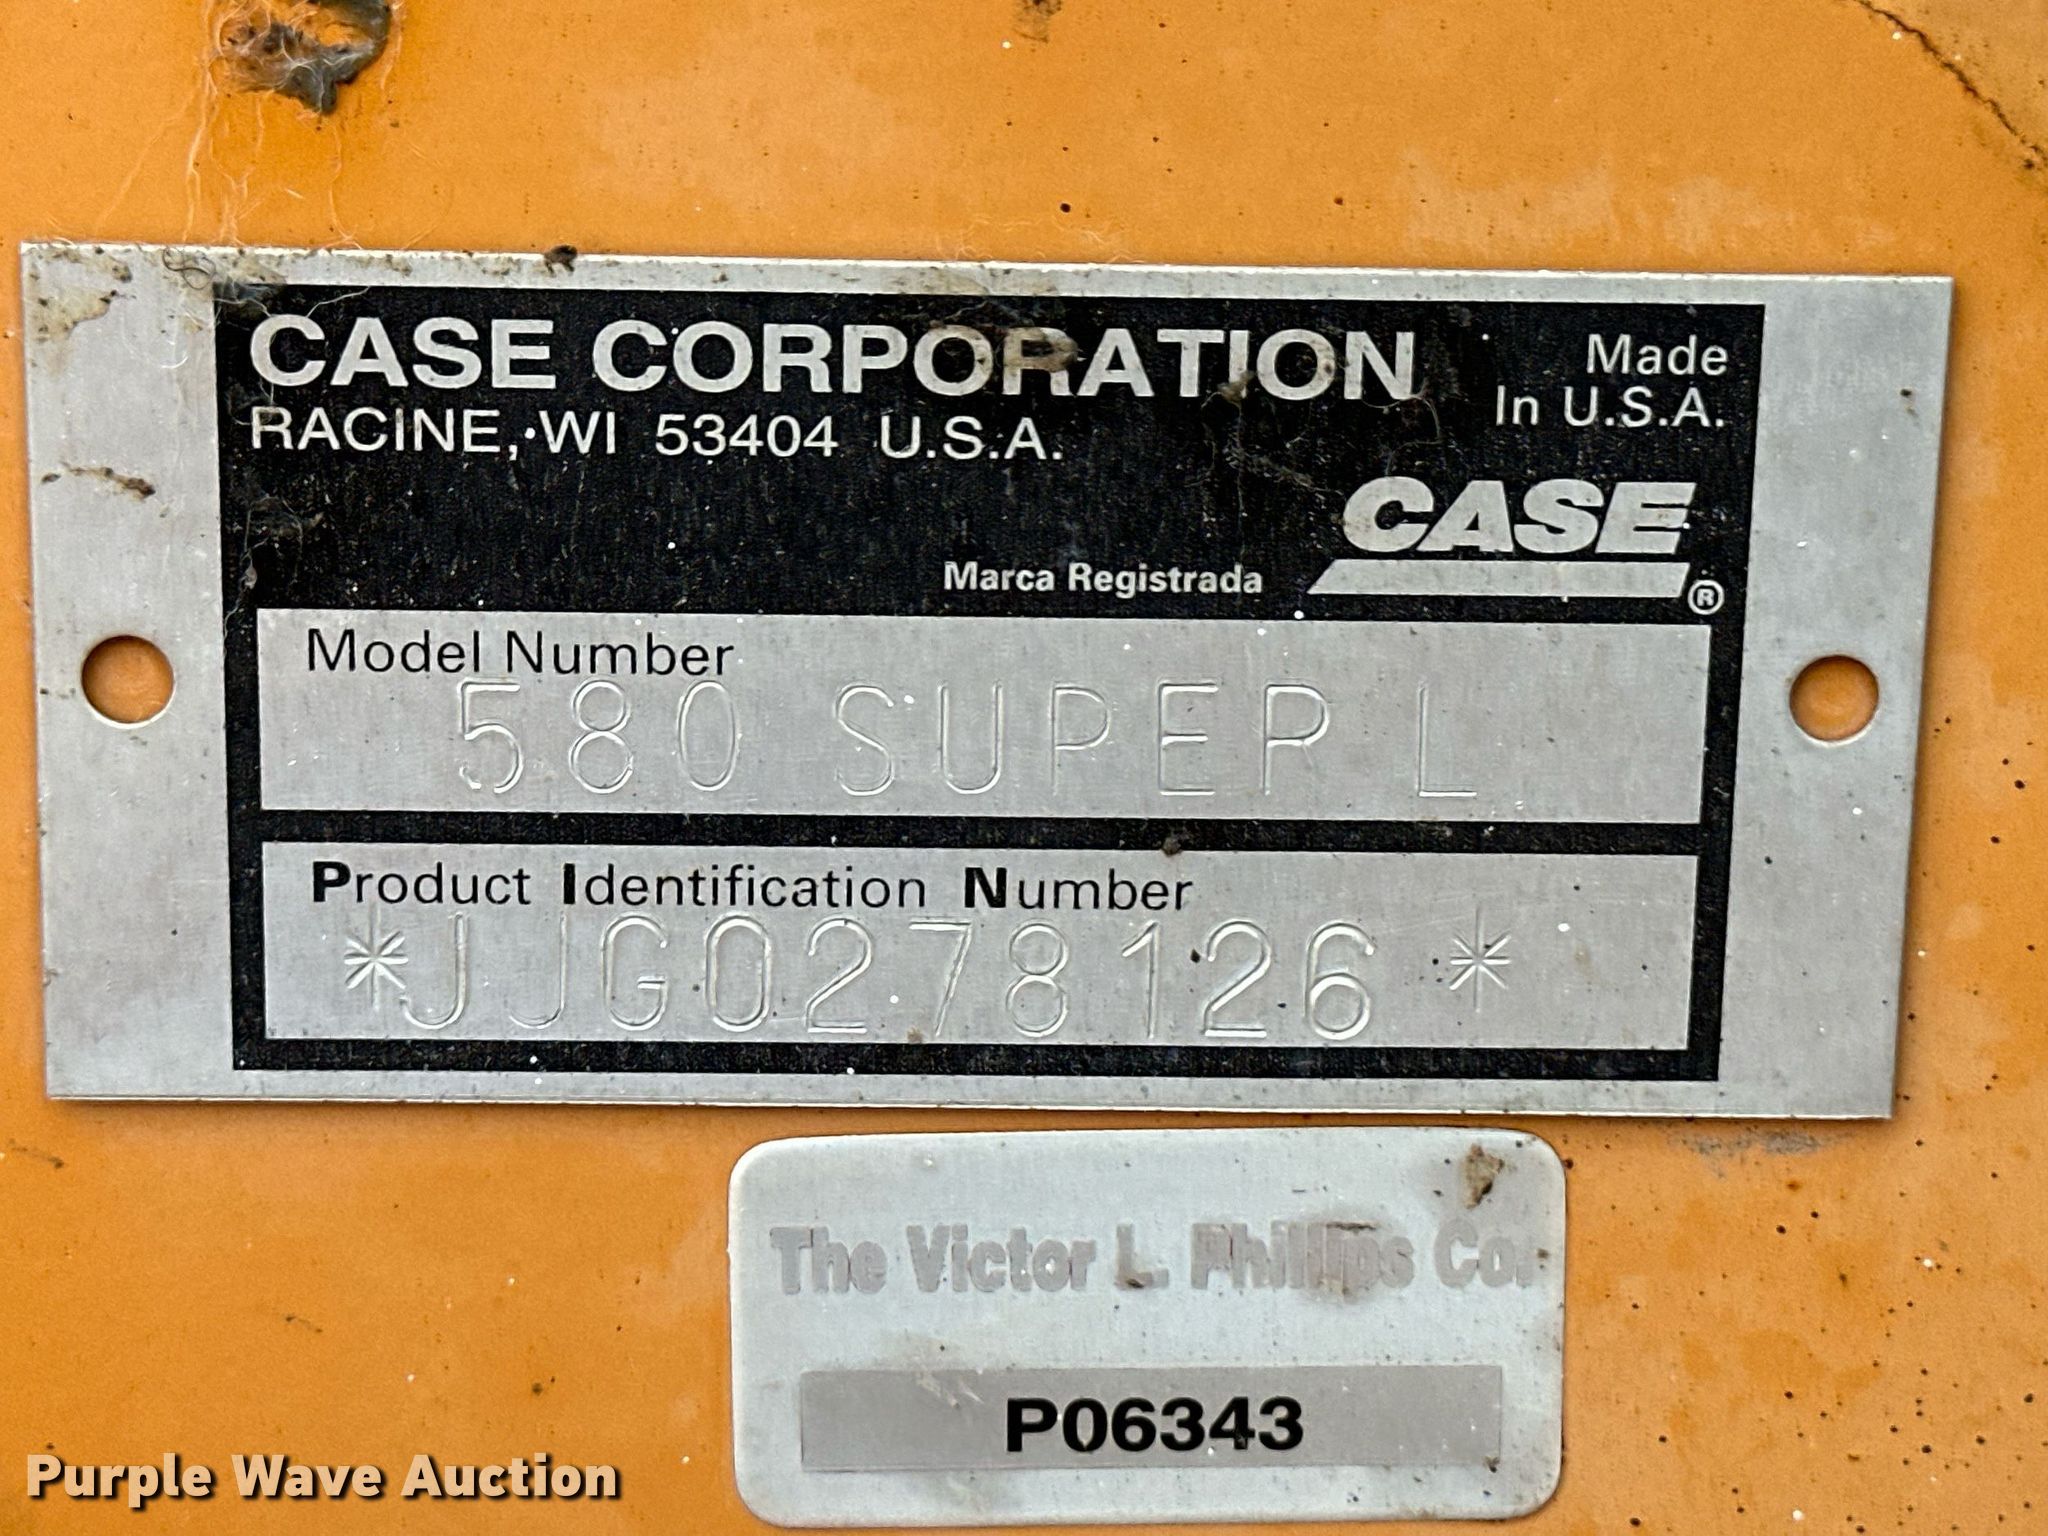 CASE CORPORATION
RACINE, WI 53404 U.S.A.
Made
In U.S.A.
CASE
Marca Registrada
®
Model Number
580 SUPER L
Product Identification Number
*JJG0278126*
The Victor L. Phillips Co.
P06343
Purple Wave Auction